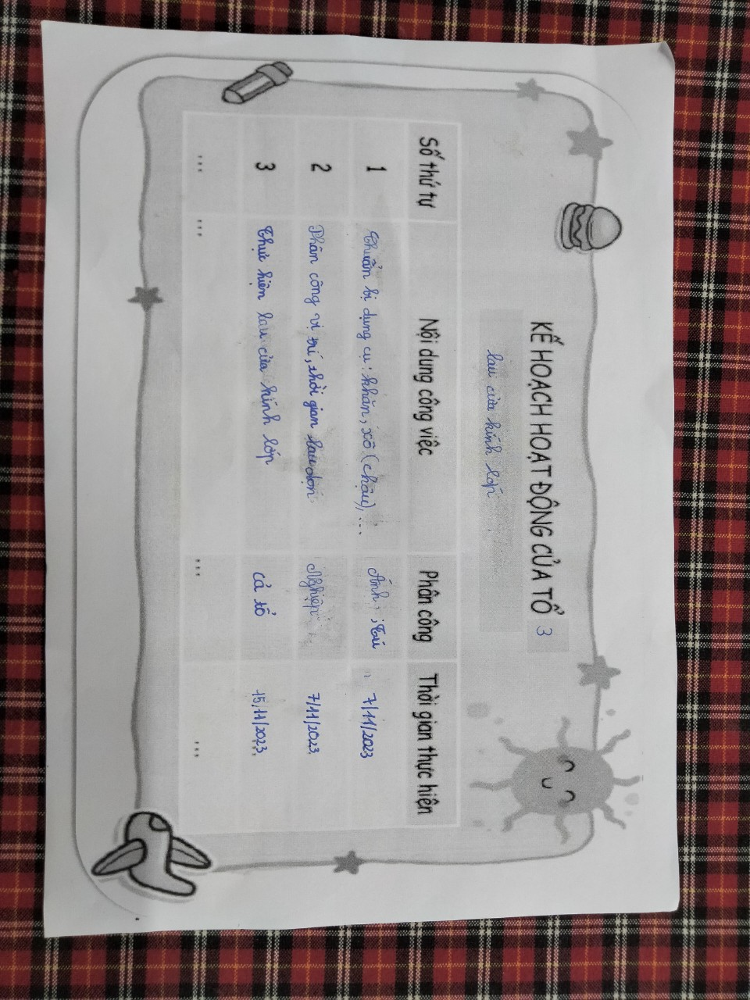 KẾ HOẠCH HOẠT ĐỘNG CỦA TỔ 3
lau cửa kính lớp
Số thứ tự Nội dung công việc Phân công Thời gian thực hiện
1 Chuẩn bị dụng cụ: khăn, xô (chậu), ... Ánh, Tú 7/11/2023
2 Phân công vị trí, thời gian lau dọn Nghiệp 7/11/2023
3 Thực hiện lau cửa kính lớp cả tổ 15/11/2023
... ... ... ...